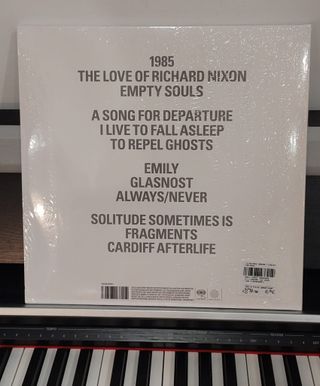 1985
THE LOVE OF RICHARD NIXON
EMPTY SOULS
A SONG FOR DEPARTURE
I LIVE TO FALL ASLEEP
TO REPEL GHOSTS
EMILY
GLASNOST
ALWAYS/NEVER
SOLITUDE SOMETIMES IS
FRAGMENTS
CARDIFF AFTERLIFE